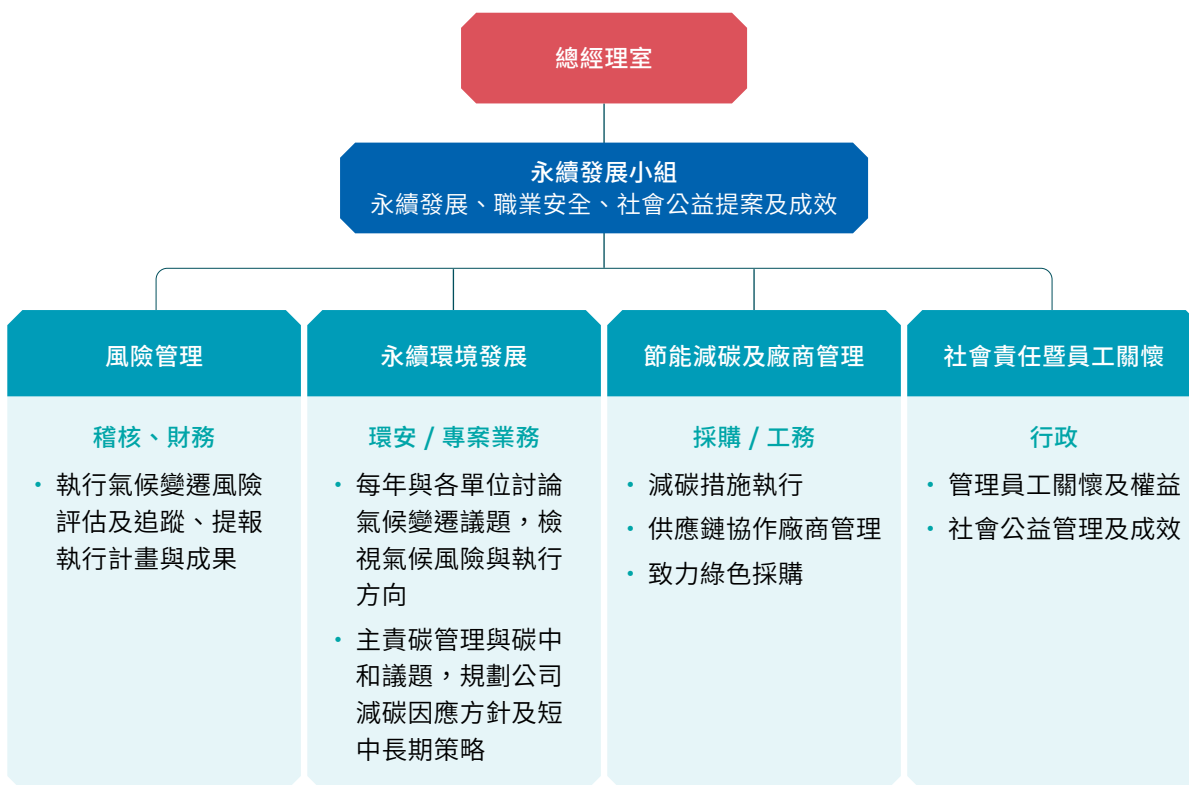 總經理室
永續發展小組
永續發展、職業安全、社會公益提案及成效
風險管理
稽核、財務
• 執行氣候變遷風險
評估及追蹤、提報
執行計畫與成果
永續環境發展
環安 / 專案業務
• 每年與各單位討論
氣候變遷議題，檢
視氣候風險與執行
方向
• 主責碳管理與碳中
和議題，規劃公司
減碳因應方針及短
中長期策略
節能減碳及廠商管理
採購 / 工務
• 減碳措施執行
• 供應鏈協作廠商管理
• 致力綠色採購
社會責任暨員工關懷
行政
• 管理員工關懷及權益
• 社會公益管理及成效